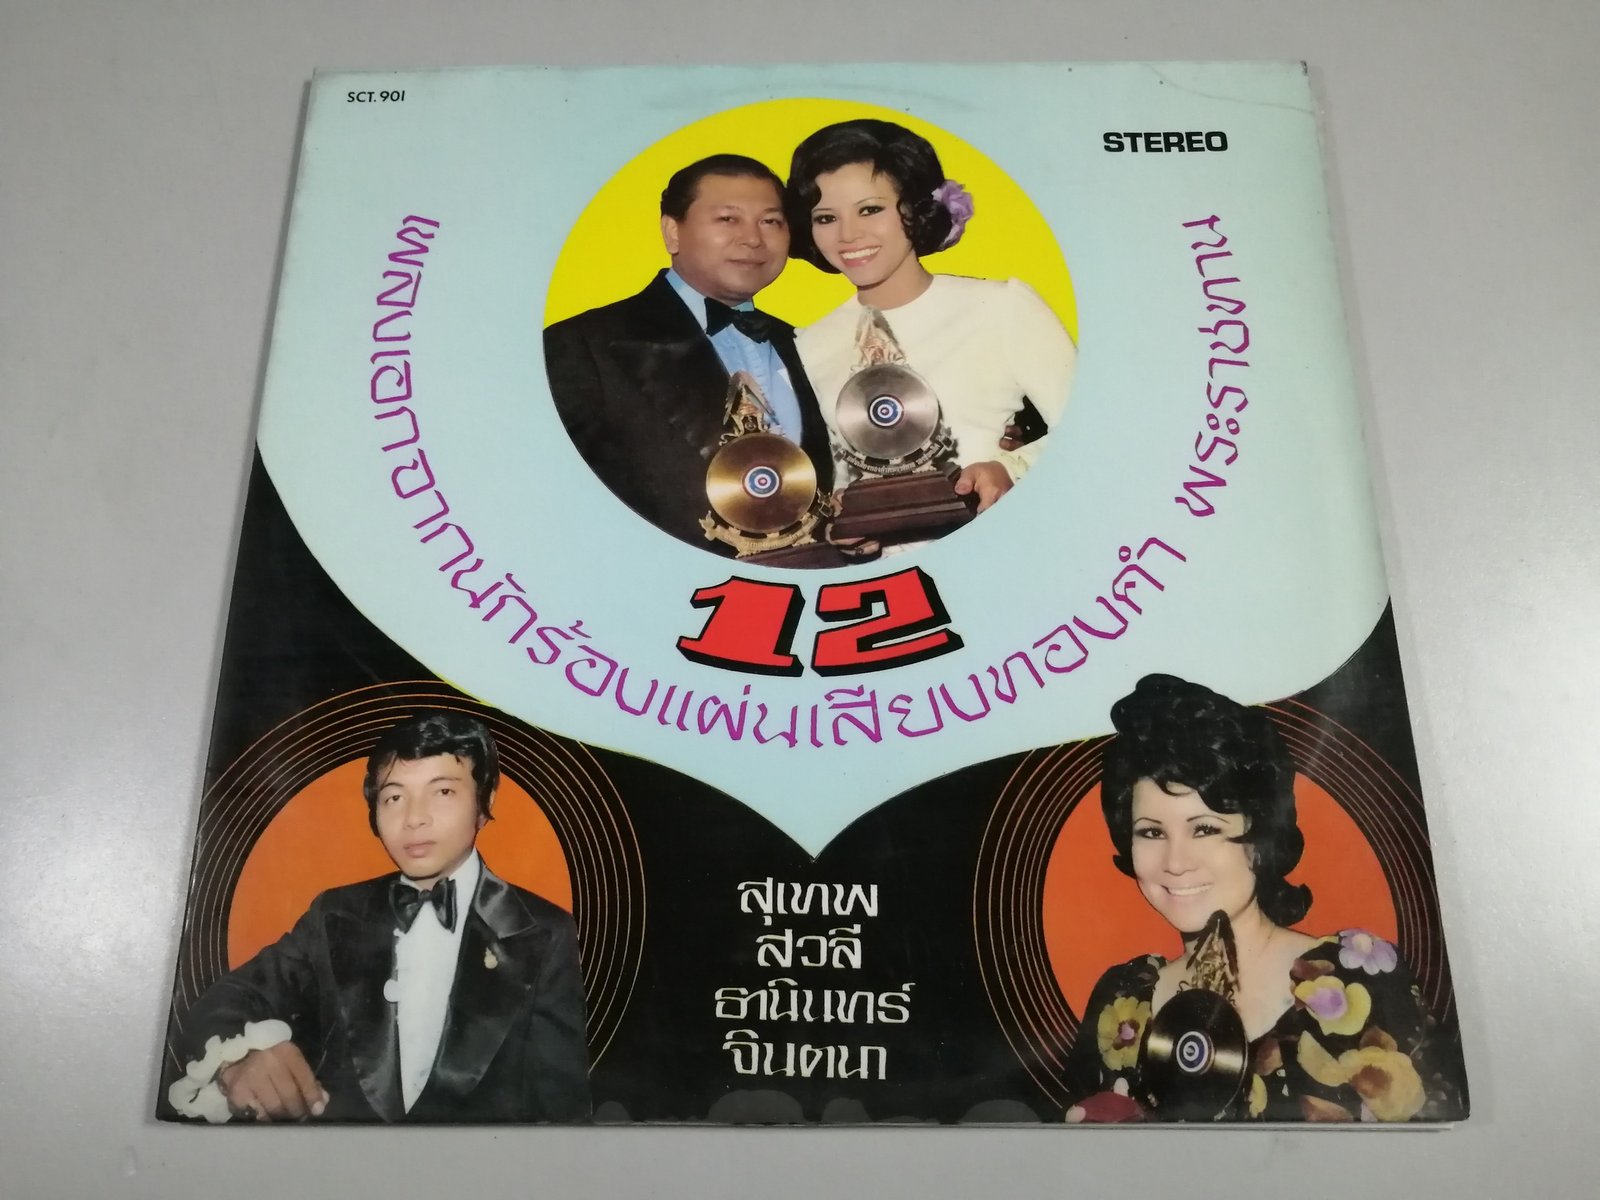 SCT. 901
STEREO
12
เพลงเอกจากนักร้องแผ่นเสียงทองคำ พระราชทาน
สุเทพ
สวลี
ธานินทร์
จินตนา